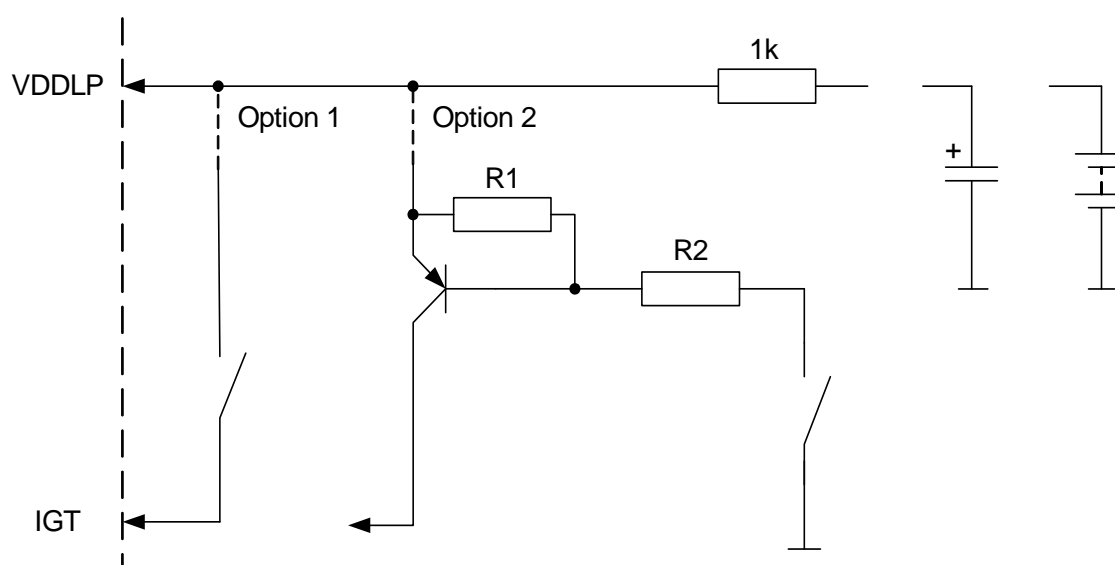 1k
VDDLP
Option 1
Option 2
+
R1
R2
IGT